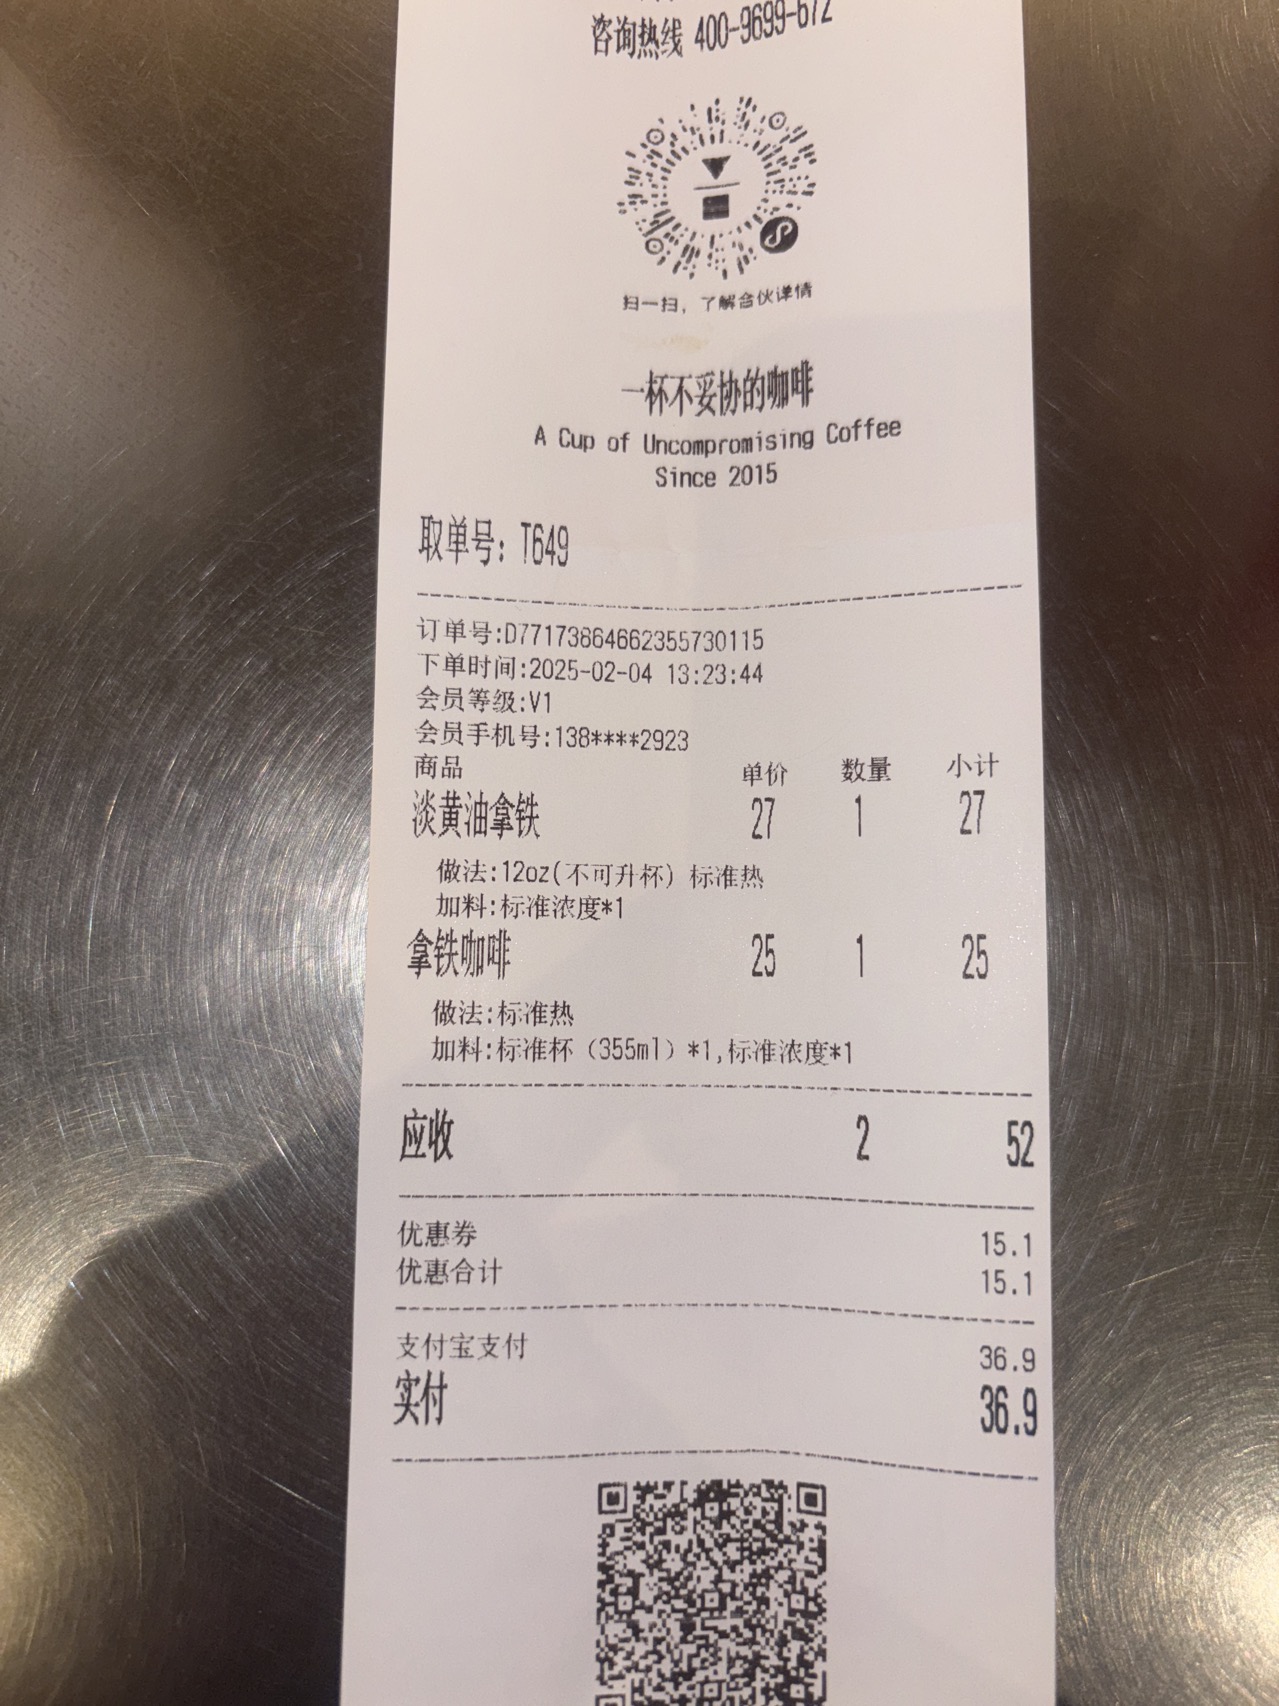 咨询热线 400-9699-672
扫一扫，了解合伙详情
一杯不妥协的咖啡
A Cup of Uncompromising Coffee
Since 2015
取单号：T649
订单号:D77173864662355730115
下单时间:2025-02-04 13:23:44
会员等级:V1
会员手机号:138****2923
商品 单价 数量 小计
淡黄油拿铁 27 1 27
做法:12oz(不可升杯) 标准热
加料:标准浓度*1
拿铁咖啡 25 1 25
做法:标准热
加料:标准杯（355ml）*1,标准浓度*1
应收 2 52
优惠券 15.1
优惠合计 15.1
支付宝支付 36.9
实付 36.9